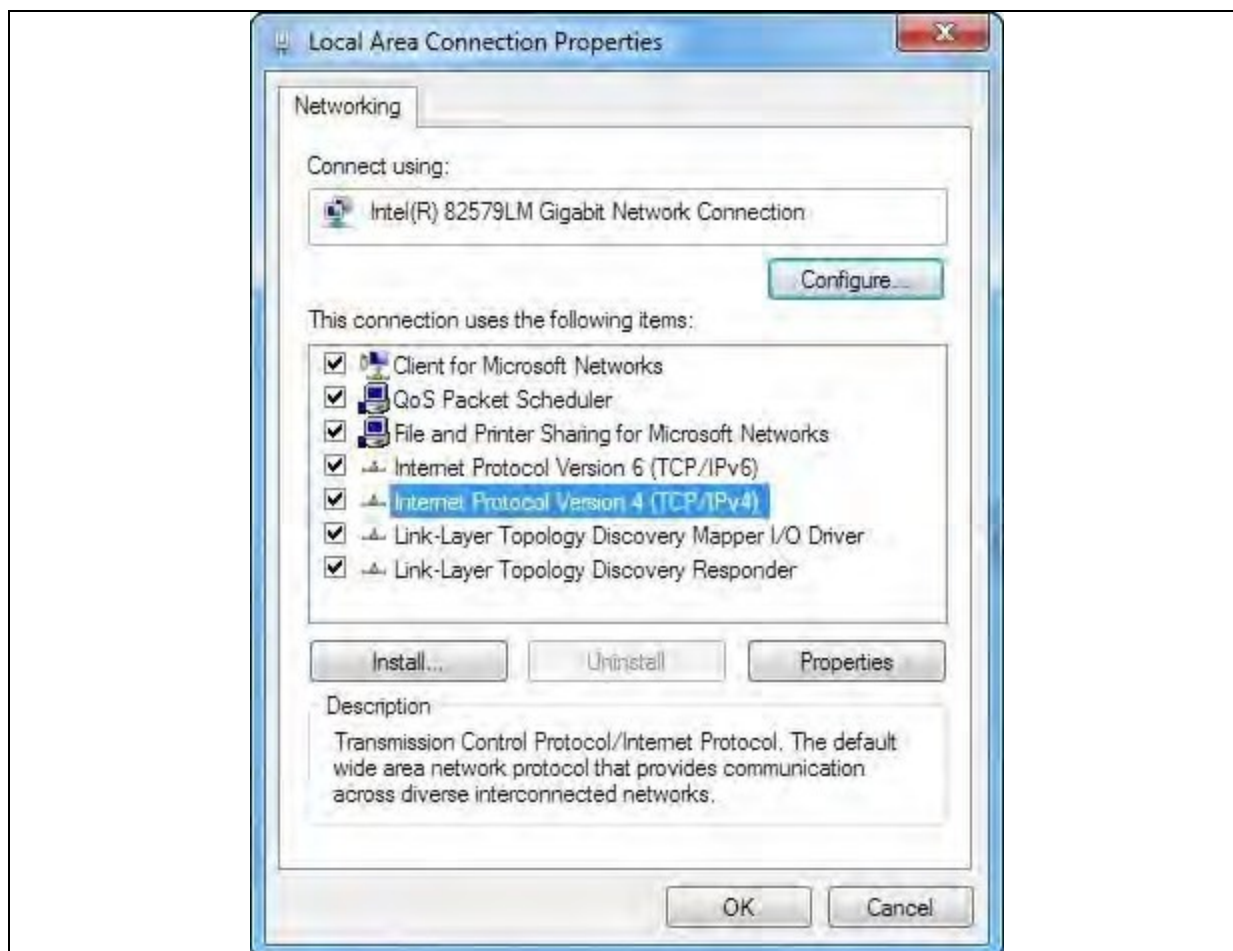 Local Area Connection Properties
Networking
Connect using:
Intel(R) 82579LM Gigabit Network Connection
Configure...
This connection uses the following items:
Client for Microsoft Networks
QoS Packet Scheduler
File and Printer Sharing for Microsoft Networks
Internet Protocol Version 6 (TCP/IPv6)
Internet Protocol Version 4 (TCP/IPv4)
Link-Layer Topology Discovery Mapper I/O Driver
Link-Layer Topology Discovery Responder
Install... Uninstall Properties
Description
Transmission Control Protocol/Internet Protocol. The default
wide area network protocol that provides communication
across diverse interconnected networks.
OK Cancel